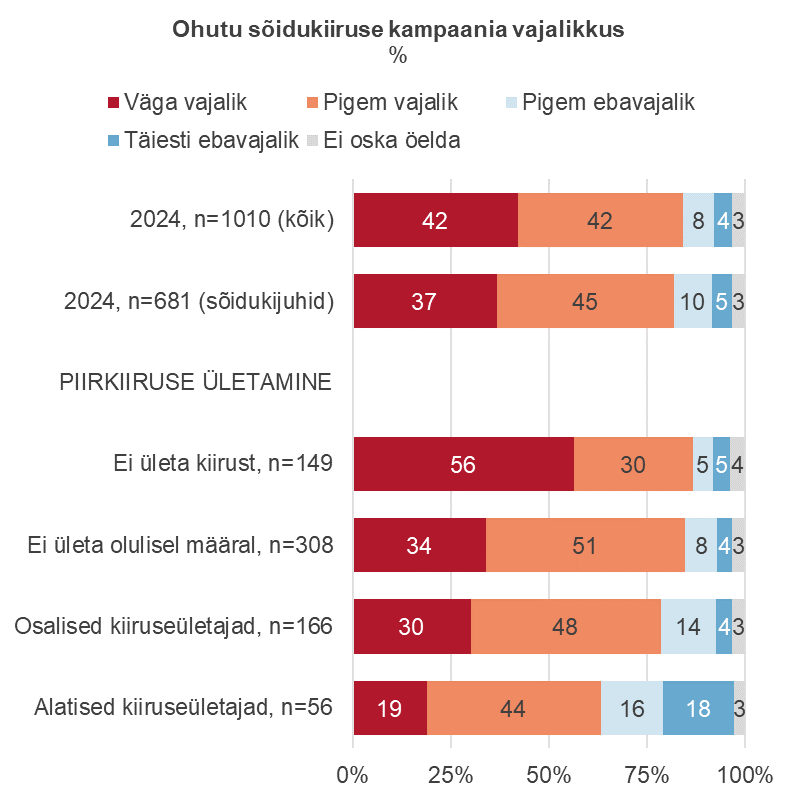 Ohutu sõidukiiruse kampaania vajalikkus
%
Väga vajalik Pigem vajalik Pigem ebavajalik
Täiesti ebavajalik Ei oska öelda
2024, n=1010 (kõik) 42 42 8 4 3
2024, n=681 (sõidukijuhid) 37 45 10 5 3
PIIRKIIRUSE ÜLETAMINE
Ei ületa kiirust, n=149 56 30 5 5 4
Ei ületa olulisel määral, n=308 34 51 8 4 3
Osalised kiiruseületajad, n=166 30 48 14 4 3
Alatised kiiruseületajad, n=56 19 44 16 18 3
0% 25% 50% 75% 100%